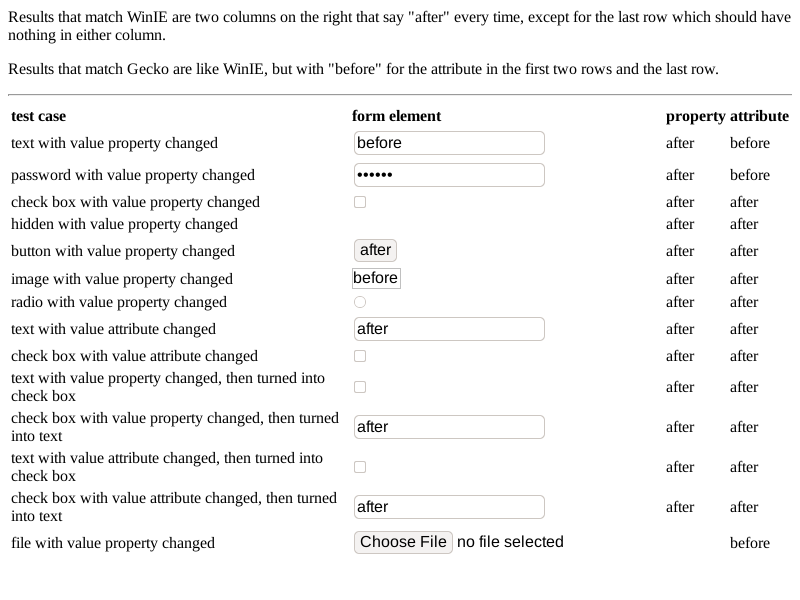 Results that match WinIE are two columns on the right that say "after" every time, except for the last row which should have
nothing in either column.
Results that match Gecko are like WinIE, but with "before" for the attribute in the first two rows and the last row.
test case form element property attribute
text with value property changed before after before
password with value property changed •••••• after before
check box with value property changed after after
hidden with value property changed after after
button with value property changed after after after
image with value property changed before after after
radio with value property changed after after
text with value attribute changed after after after
check box with value attribute changed after after
text with value property changed, then turned into
check box after after
check box with value property changed, then turned
into text after after after
text with value attribute changed, then turned into
check box after after
check box with value attribute changed, then turned
into text after after after
file with value property changed Choose File no file selected before